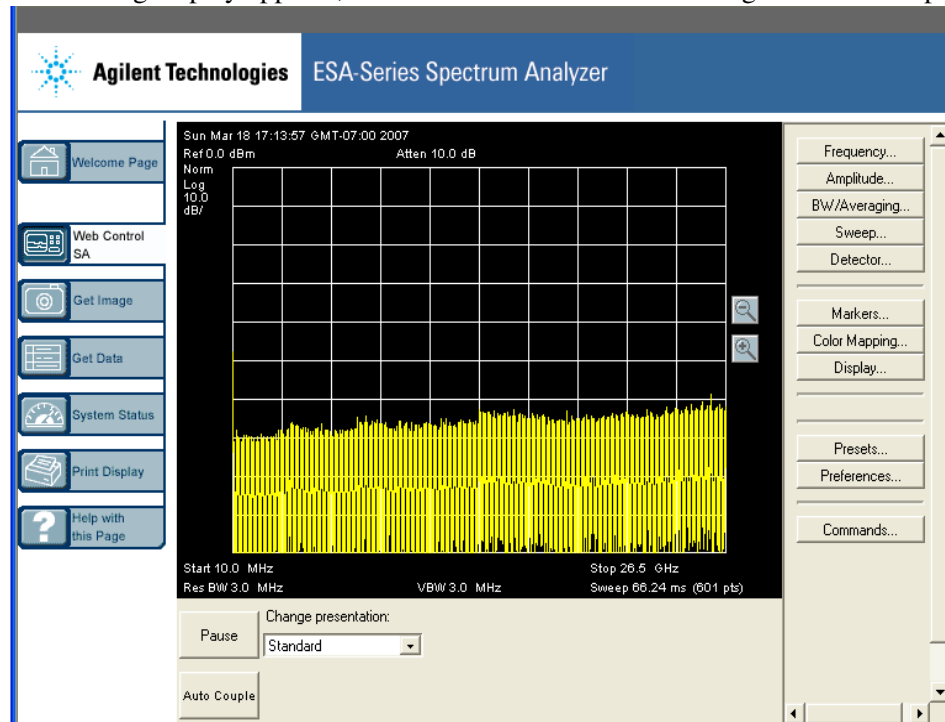 Agilent Technologies ESA-Series Spectrum Analyzer
Welcome Page
Web Control
SA
Get Image
Get Data
System Status
Print Display
Help with
this Page
Sun Mar 18 17:13:57 GMT-07:00 2007
Ref 0.0 dBm Atten 10.0 dB
Norm
Log
10.0
dB/
Start 10.0 MHz Stop 26.5 GHz
Res BW 3.0 MHz VBW 3.0 MHz Sweep 66.24 ms (601 pts)
Pause
Change presentation:
Standard
Auto Couple
Frequency...
Amplitude...
BW/Averaging...
Sweep...
Detector...
Markers...
Color Mapping...
Display...
Presets...
Preferences...
Commands...